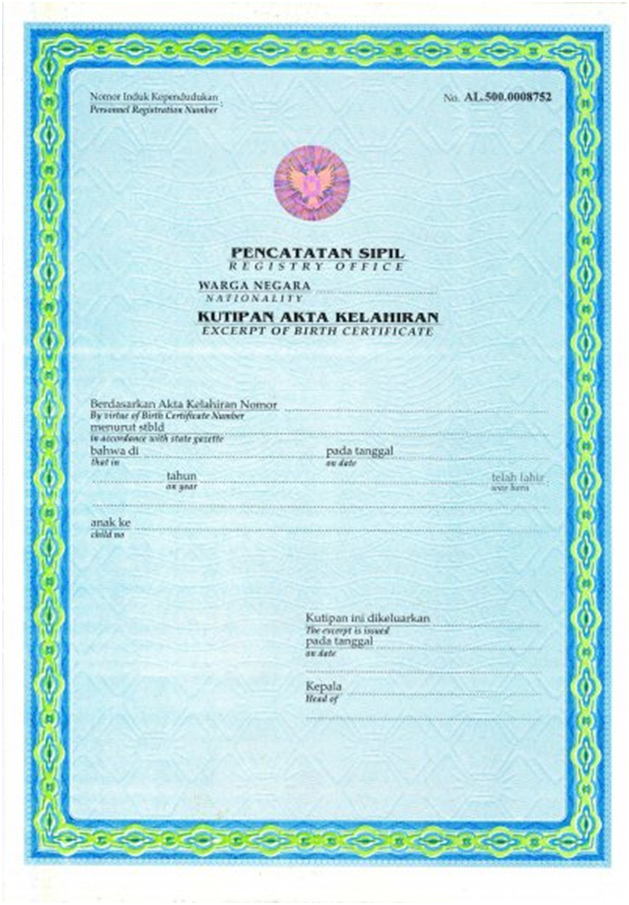 Nomor Induk Kependudukan :
Personnel Registration Number
No. AL.500.0008752
PENCATATAN SIPIL
REGISTRY OFFICE
WARGA NEGARA
NATIONALITY
KUTIPAN AKTA KELAHIRAN
EXCERPT OF BIRTH CERTIFICATE
Berdasarkan Akta Kelahiran Nomor
By virtue of Birth Certificate Number
menurut stbld
in accordance with state gazette
bahwa di pada tanggal
that in on date
tahun telah lahir
on year was born
anak ke
child no
Kutipan ini dikeluarkan
The excerpt is issued
pada tanggal
on date
Kepala
Head of